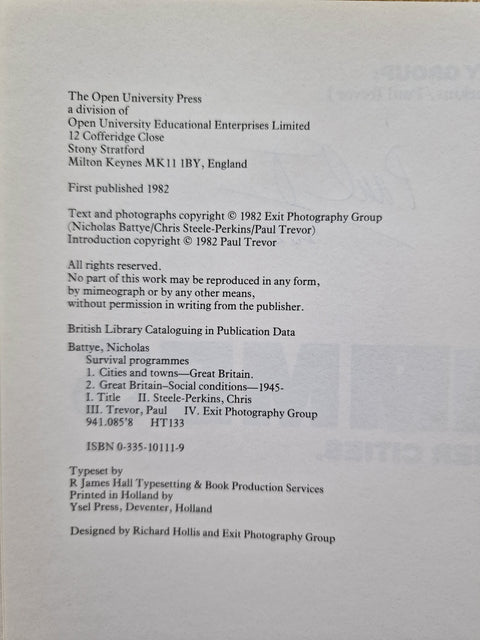 The Open University Press
a division of
Open University Educational Enterprises Limited
12 Cofferidge Close
Stony Stratford
Milton Keynes MK11 1BY, England
First published 1982
Text and photographs copyright © 1982 Exit Photography Group
(Nicholas Battye/Chris Steele-Perkins/Paul Trevor)
Introduction copyright © 1982 Paul Trevor
All rights reserved.
No part of this work may be reproduced in any form,
by mimeograph or by any other means,
without permission in writing from the publisher.
British Library Cataloguing in Publication Data
Battye, Nicholas
Survival programmes
1. Cities and towns—Great Britain.
2. Great Britain–Social conditions—1945-
I. Title II. Steele-Perkins, Chris
III. Trevor, Paul IV. Exit Photography Group
941.085'8 HT133
ISBN 0-335-10111-9
Typeset by
R James Hall Typesetting & Book Production Services
Printed in Holland by
Ysel Press, Deventer, Holland
Designed by Richard Hollis and Exit Photography Group